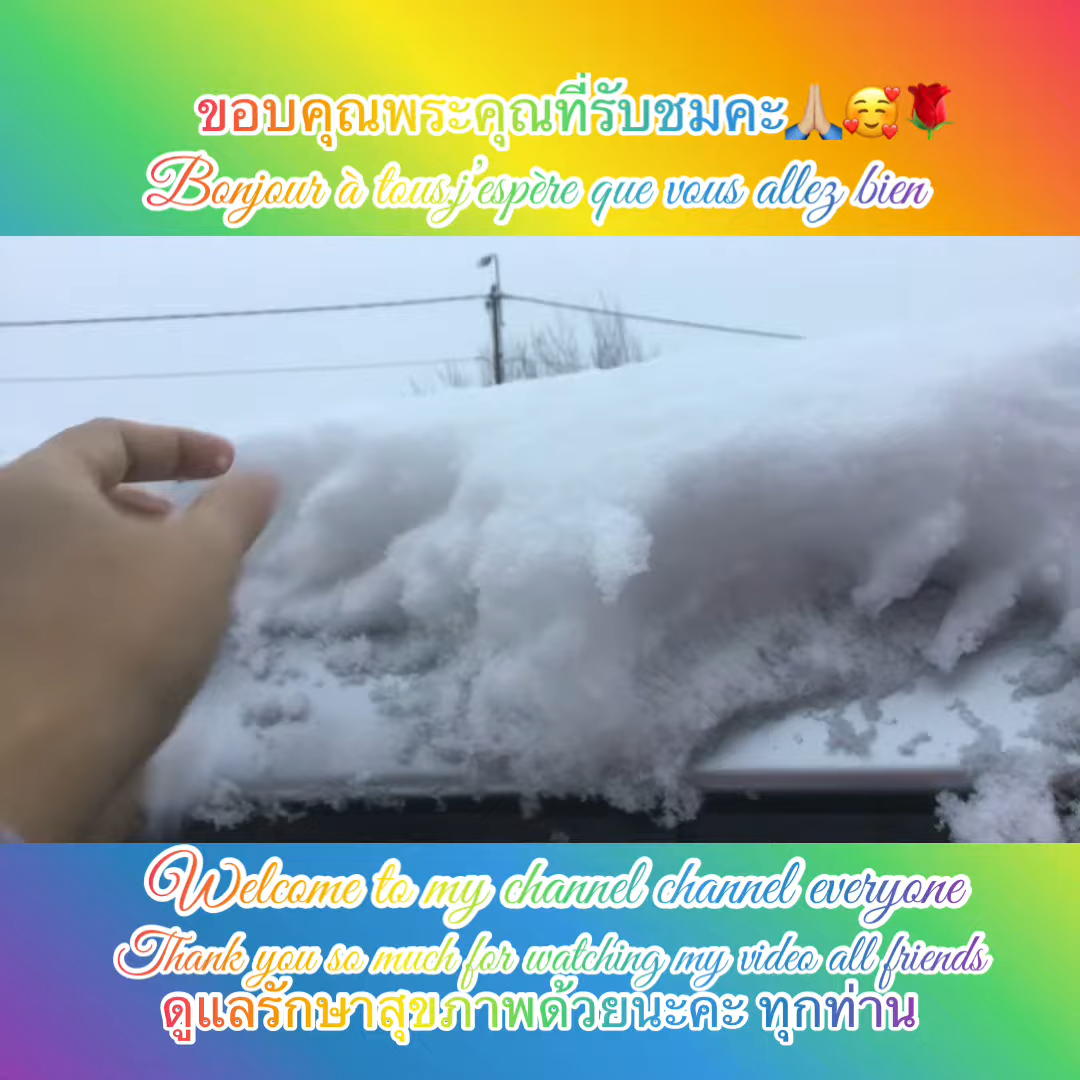 ขอบคุณพระคุณที่รับชมคะ🙏🏼🥰🌹
Bonjour à tous,j'espère que vous allez bien
Welcome to my channel channel everyone
Thank you so much for watching my video all friends
ดูแลรักษาสุขภาพด้วยนะคะ ทุกท่าน